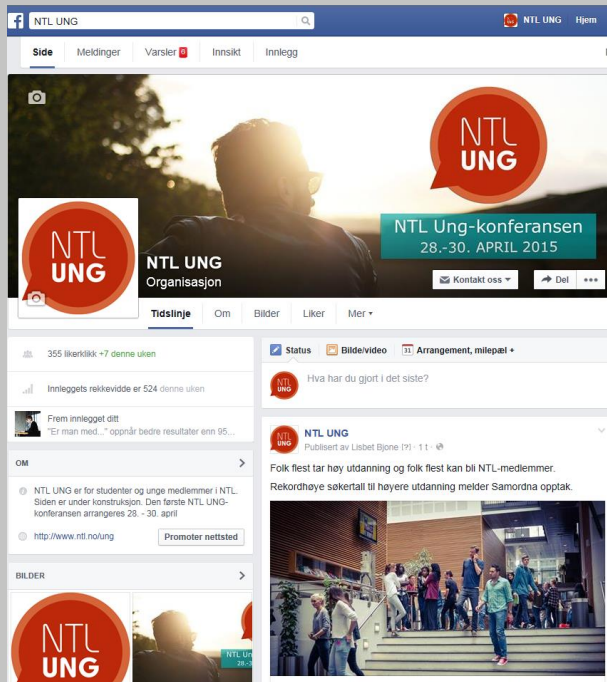 NTL UNG
NTL UNG Hjem
Side Meldinger Varsler Innsikt Innlegg
NTL
UNG
NTL Ung-konferansen
28.-30. APRIL 2015
NTL
UNG
NTL UNG
Organisasjon
Kontakt oss Del
Tidslinje Om Bilder Liker Mer
355 likerklikk +7 denne uken
Innleggets rekkevidde er 524 denne uken
Frem innlegget ditt
"Er man med..." oppnår bedre resultater enn 95...
OM
NTL UNG er for studenter og unge medlemmer i NTL.
Siden er under konstruksjon. Den første NTL UNG-
konferansen arrangeres 28. - 30. april
http://www.ntl.no/ung Promoter nettsted
BILDER
NTL
UNG
Status Bilde/video 31 Arrangement, milepæl +
NTL
UNG
Hva har du gjort i det siste?
NTL
UNG
NTL UNG
Publisert av Lisbet Bjone [?] · 1 t ·
Folk flest tar høy utdanning og folk flest kan bli NTL-medlemmer.
Rekordhøye søkertall til høyere utdanning melder Samordna opptak.